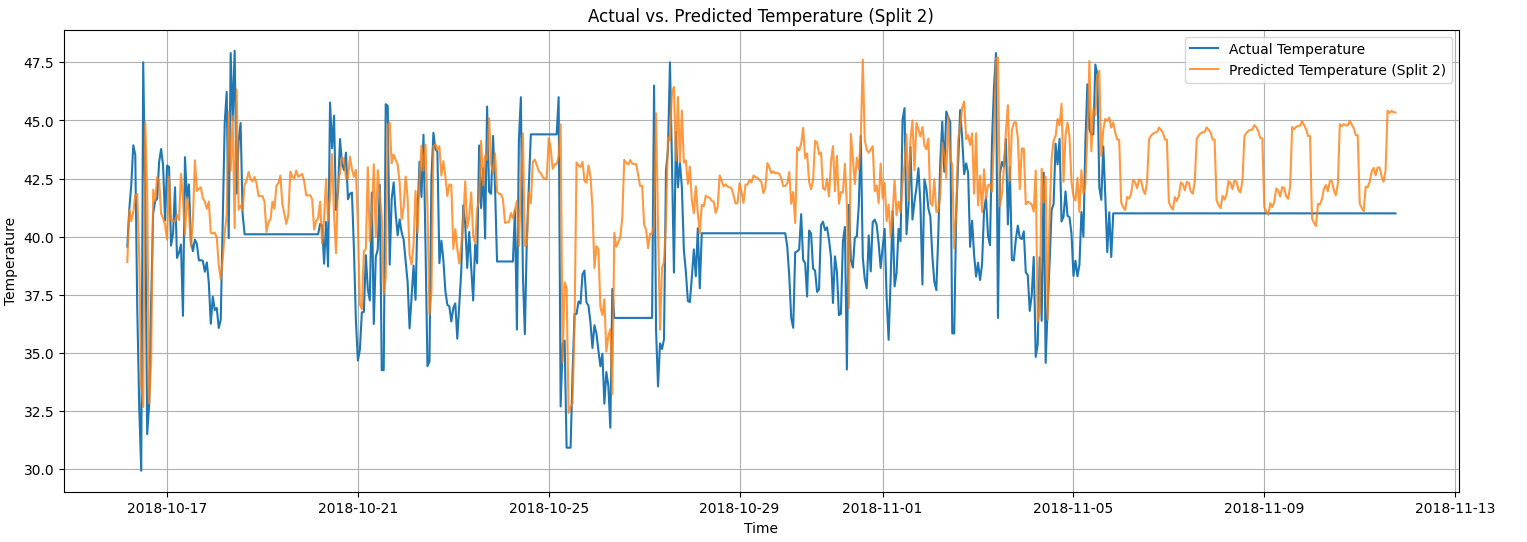 Actual vs. Predicted Temperature (Split 2)
Actual Temperature
Predicted Temperature (Split 2)
Temperature
47.5
45.0
42.5
40.0
37.5
35.0
32.5
30.0
2018-10-17 2018-10-21 2018-10-25 2018-10-29 2018-11-01 2018-11-05 2018-11-09 2018-11-13
Time